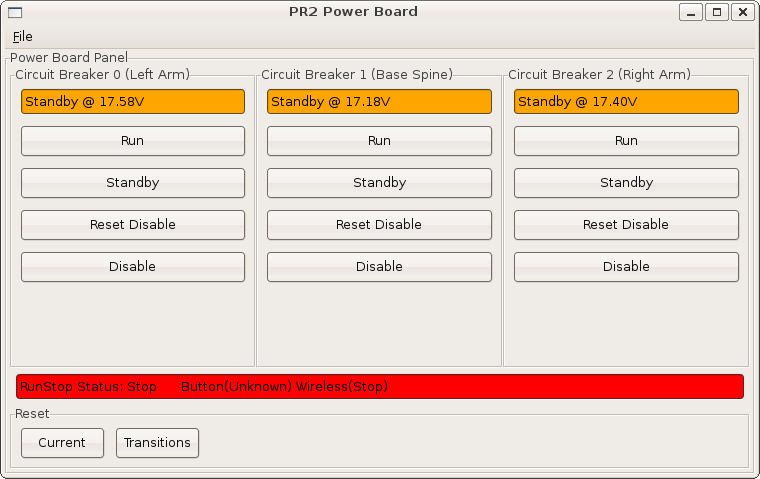 PR2 Power Board
File
Power Board Panel
Circuit Breaker 0 (Left Arm) Circuit Breaker 1 (Base Spine) Circuit Breaker 2 (Right Arm)
Standby @ 17.58V Standby @ 17.18V Standby @ 17.40V
Run Run Run
Standby Standby Standby
Reset Disable Reset Disable Reset Disable
Disable Disable Disable
RunStop Status: Stop Button(Unknown) Wireless(Stop)
Reset
Current Transitions